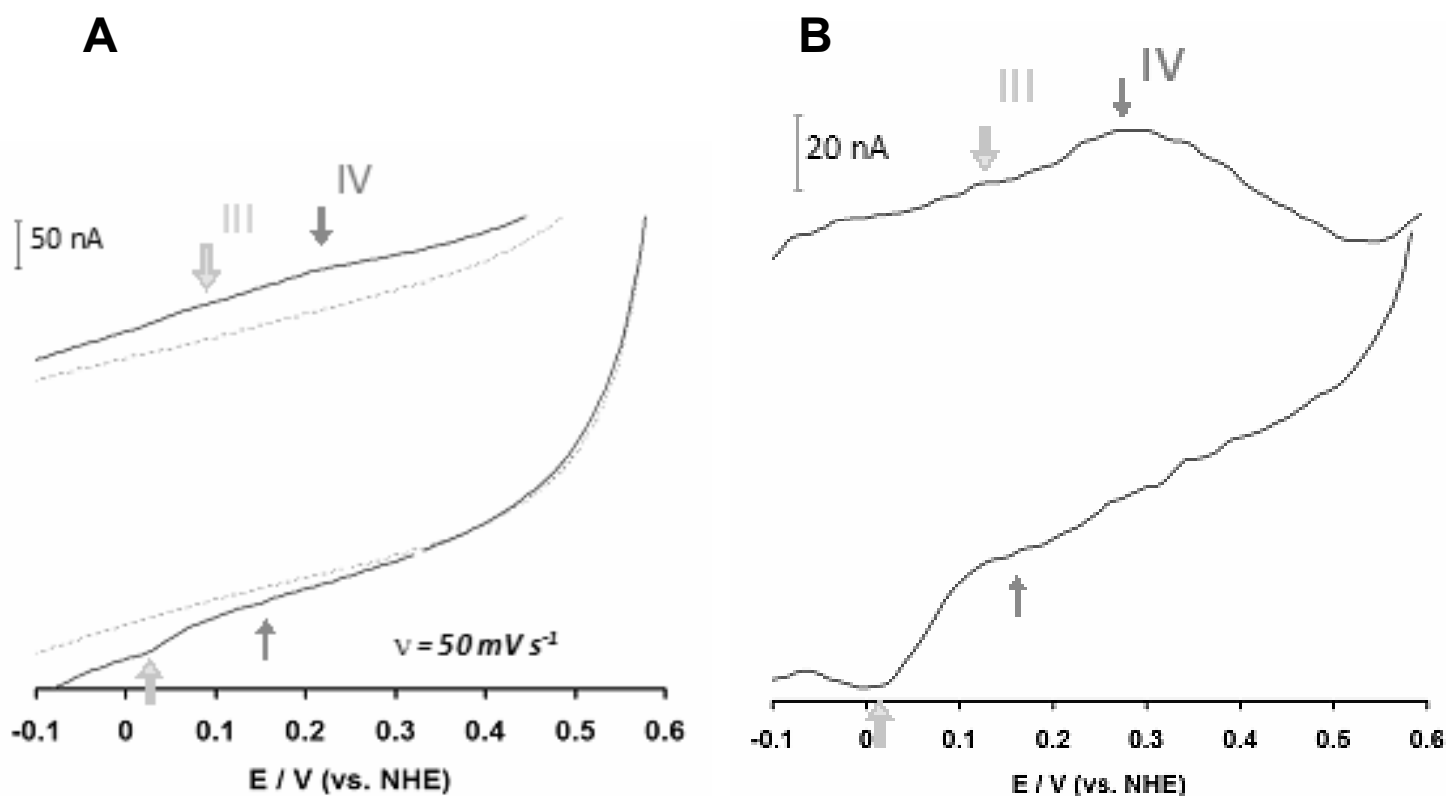 A
III
IV
50 nA
ν = 50 mV s-1
-0.1 0 0.1 0.2 0.3 0.4 0.5 0.6
E / V (vs. NHE)
B
III
IV
20 nA
-0.1 0 0.1 0.2 0.3 0.4 0.5 0.6
E / V (vs. NHE)